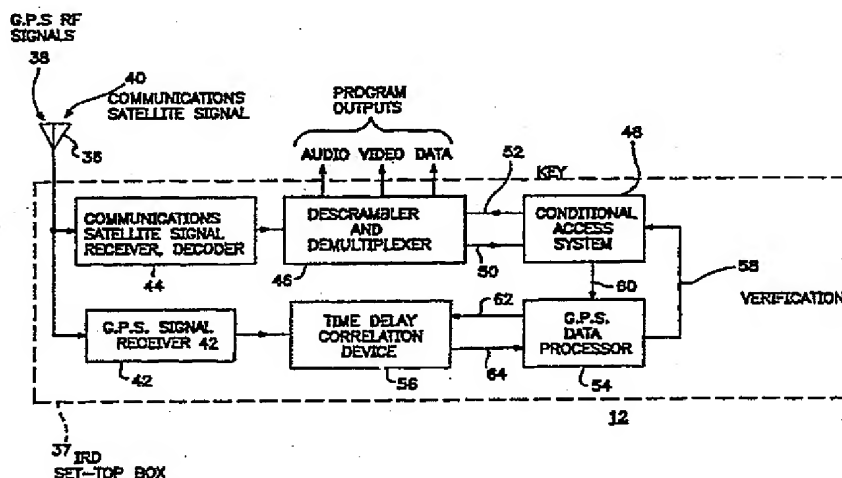 G.P.S RF
SIGNALS
38
40
COMMUNICATIONS
SATELLITE SIGNAL
36
PROGRAM
OUTPUTS
AUDIO VIDEO DATA
52
KEY
48
COMMUNICATIONS
SATELLITE SIGNAL
RECEIVER, DECODER
44
DESCRAMBLER
AND
DEMULTIPLEXER
46
50
CONDITIONAL
ACCESS
SYSTEM
58
60
VERIFICATION
G.P.S. SIGNAL
RECEIVER 42
42
TIME DELAY
CORRELATION
DEVICE
56
62
64
G.P.S.
DATA
PROCESSOR
54
12
37
IRD
SET-TOP BOX